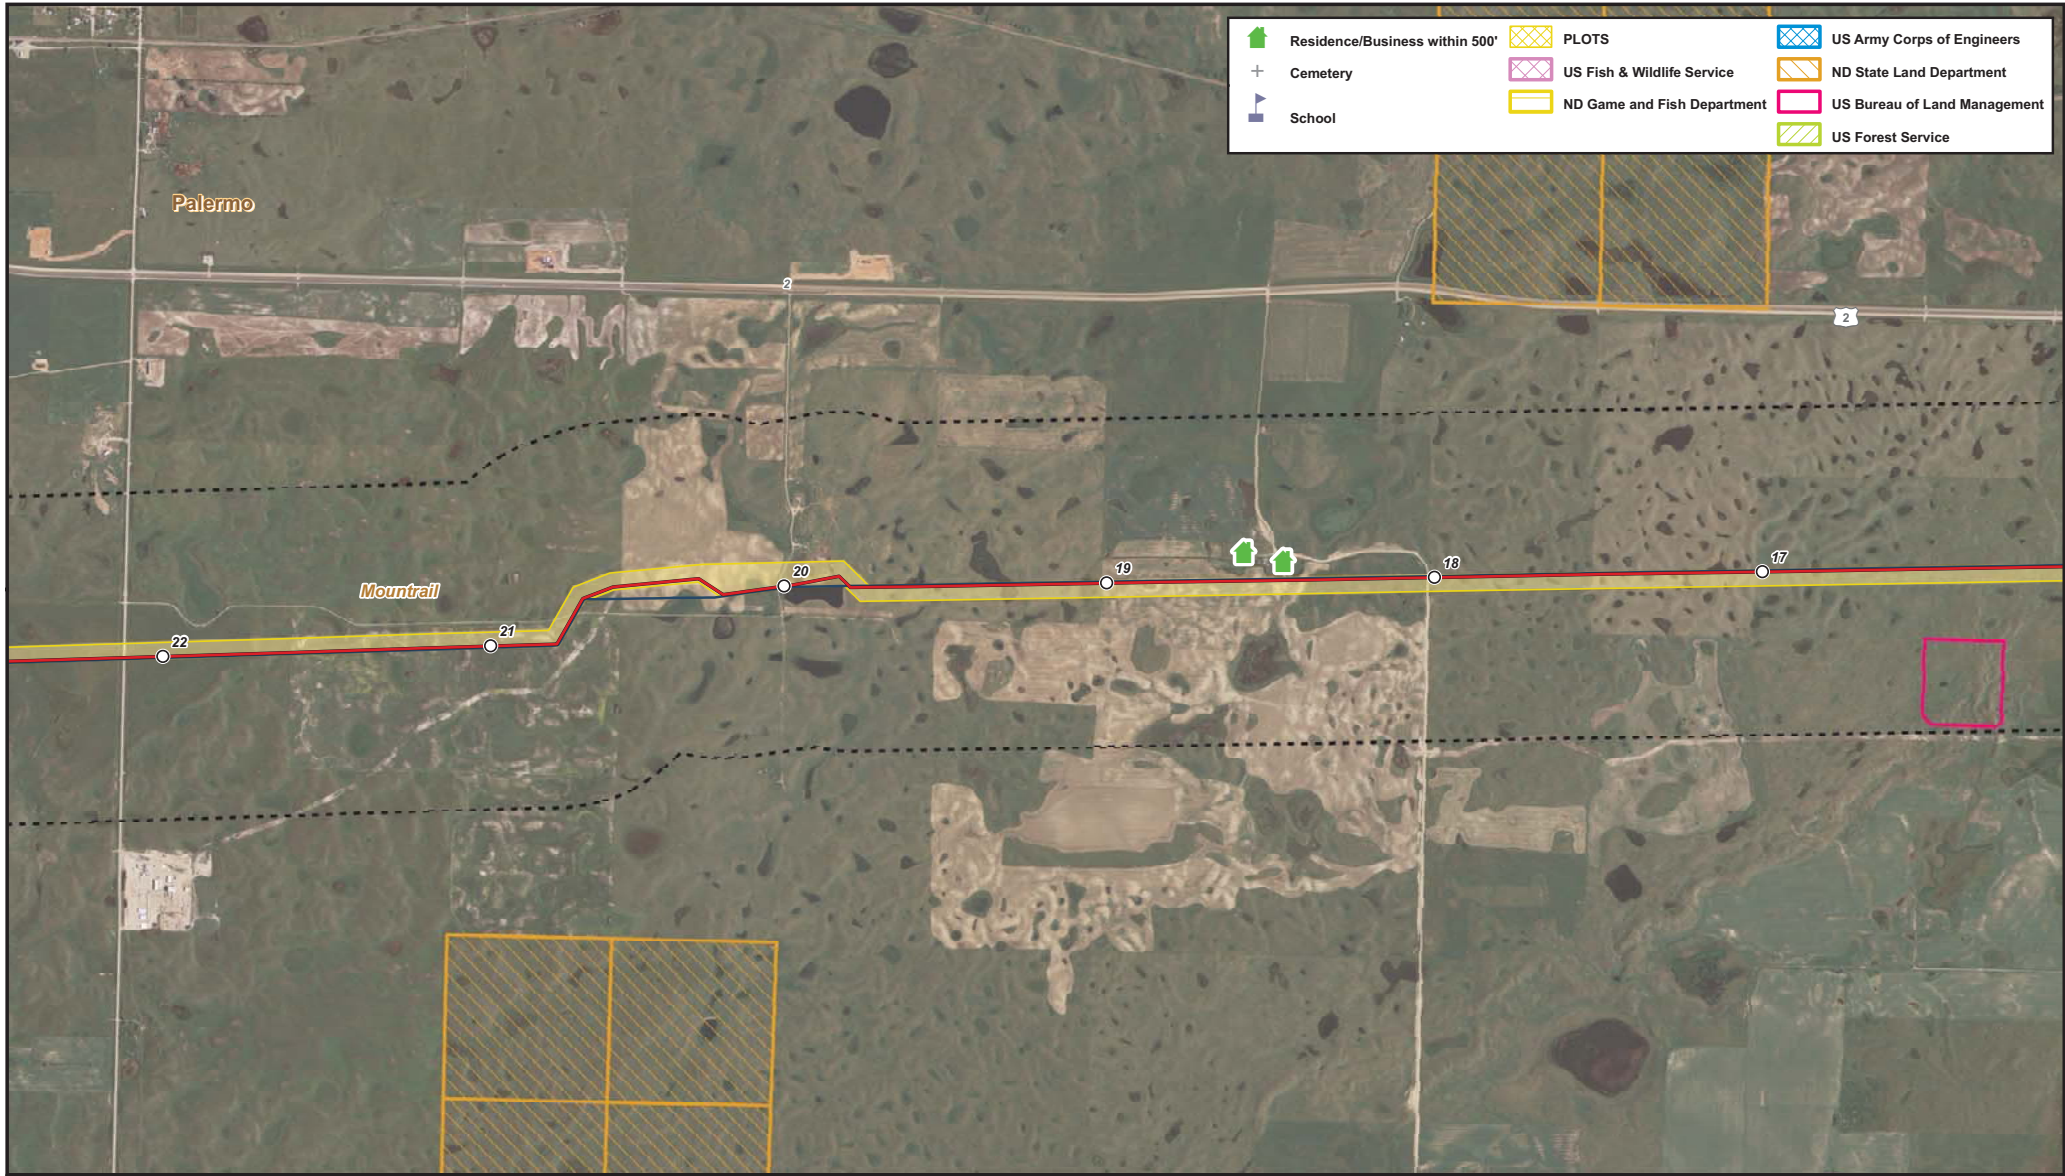 Residence/Business within 500'
Cemetery
School
PLOTS
US Fish & Wildlife Service
ND Game and Fish Department
US Army Corps of Engineers
ND State Land Department
US Bureau of Land Management
US Forest Service
Palermo
2
2
Mountrail
22
21
20
19
18
17